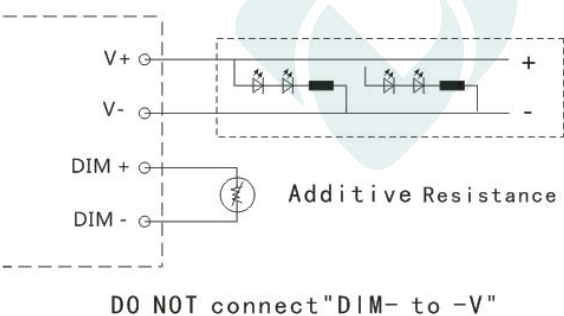 V+
+
V-
-
DIM +
Additive Resistance
DIM -
DO NOT connect"DIM- to -V"